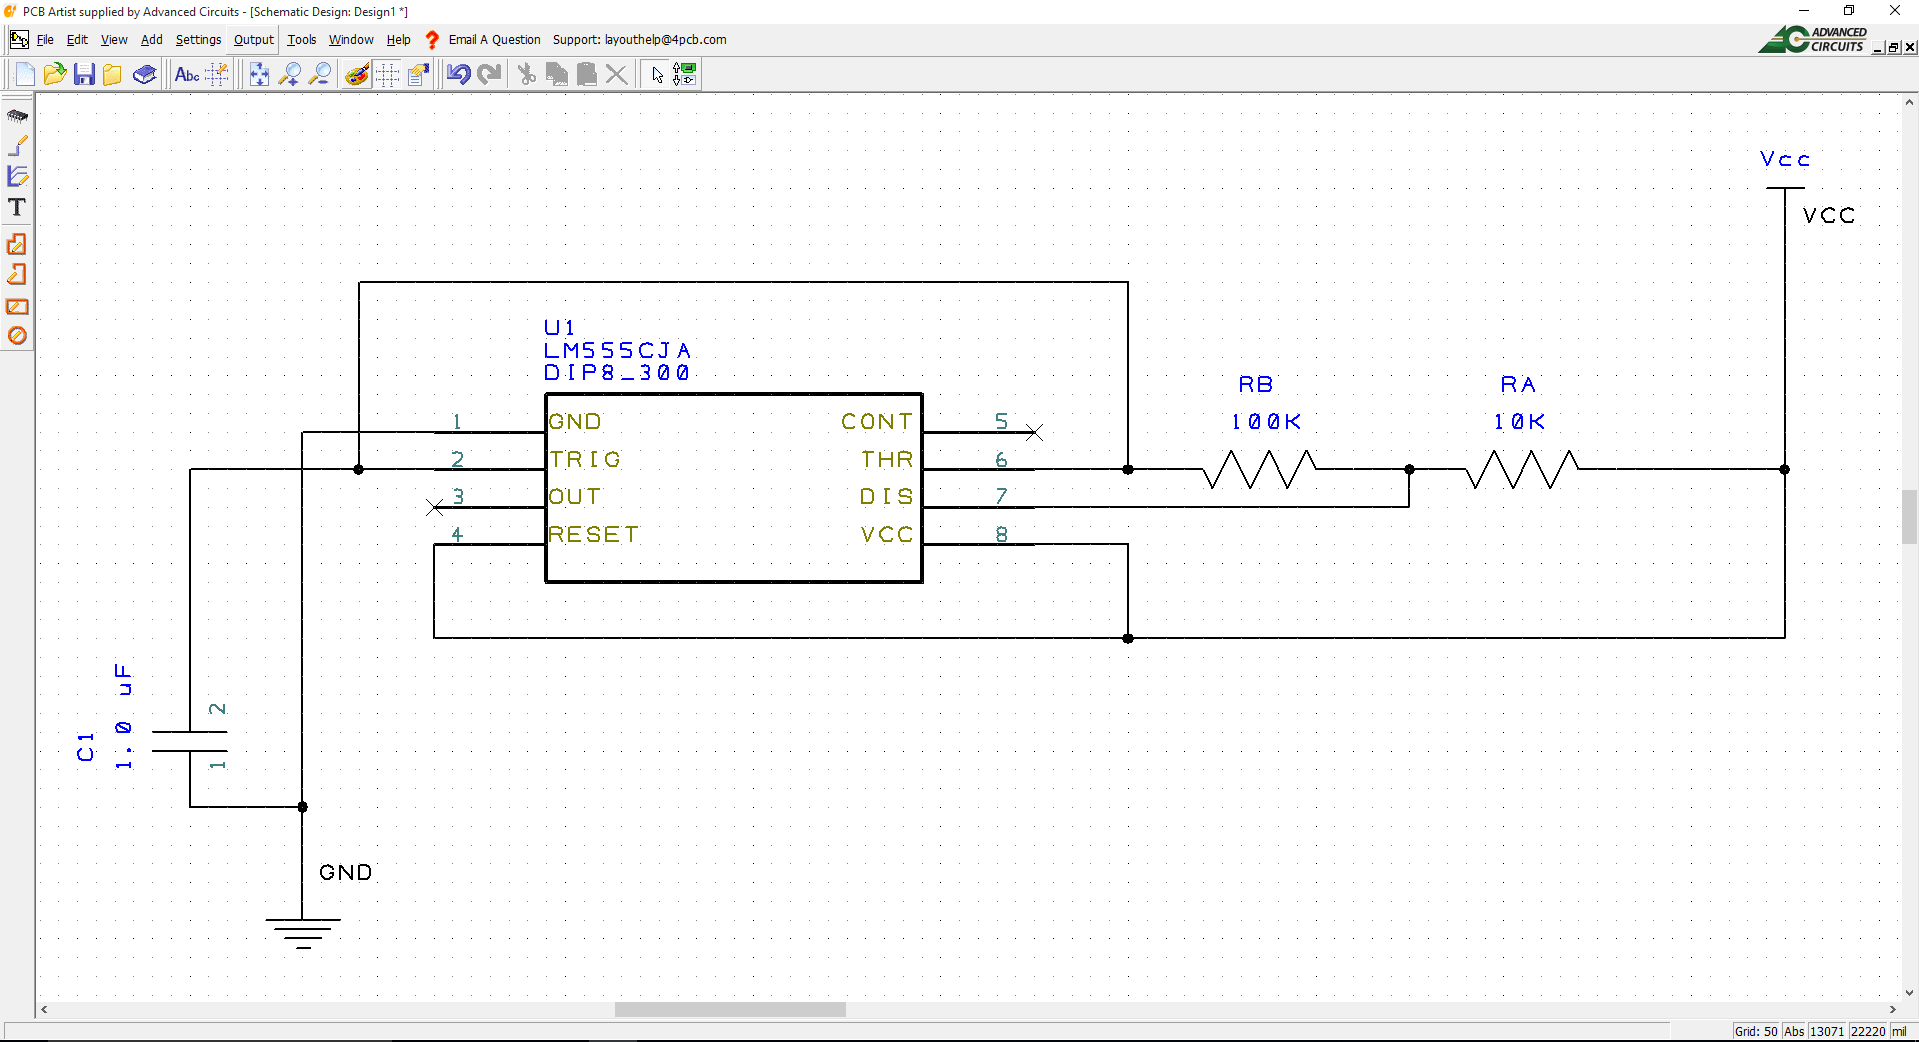 PCB Artist supplied by Advanced Circuits - [Schematic Design: Design1 *]
File Edit View Add Settings Output Tools Window Help ? Email A Question Support: layouthelp@4pcb.com
ADVANCED
CIRCUITS
Abc
T
Vcc
VCC
U1
LM555CJA
DIP8_300
RB
100K
RA
10K
1 GND CONT 5
2 TRIG THR 6
3 OUT DIS 7
4 RESET VCC 8
C1
1.0 uF
2
1
GND
Grid: 50 Abs 13071 22220 mil